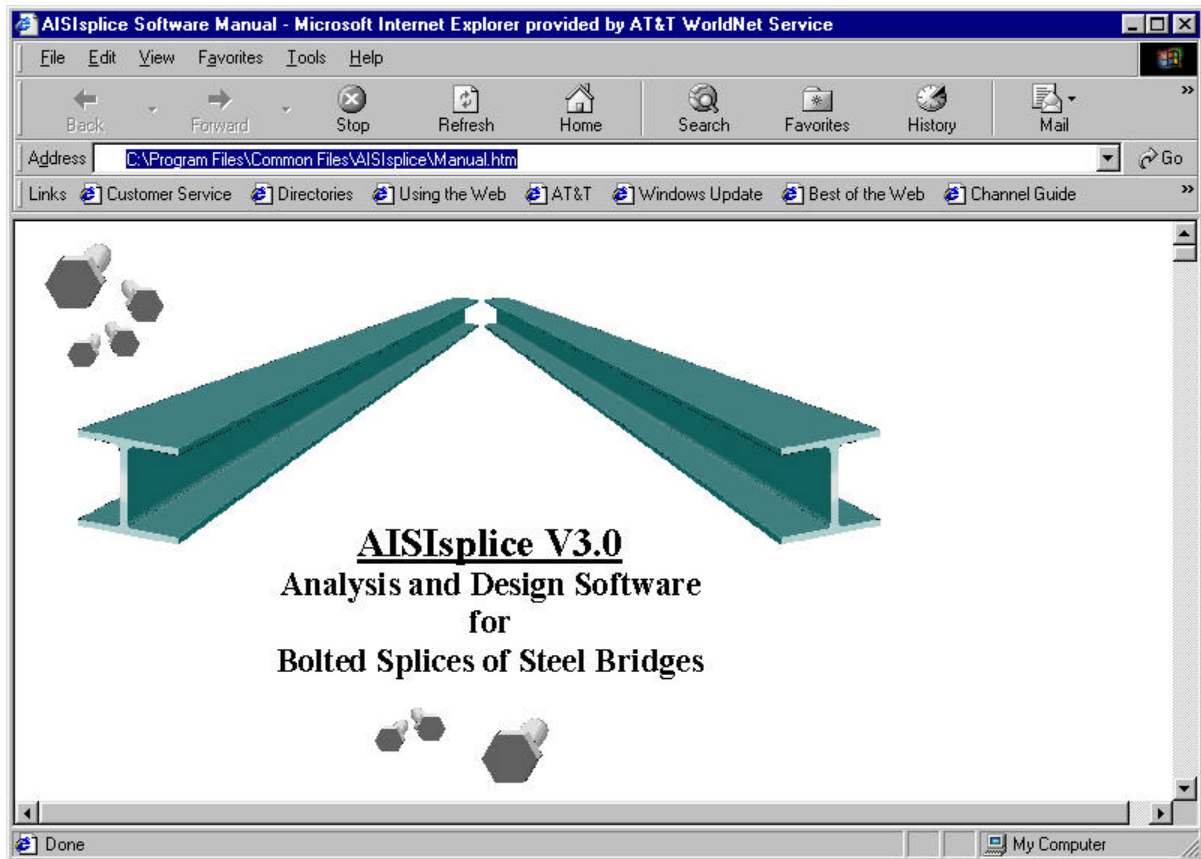 AISIsplice Software Manual - Microsoft Internet Explorer provided by AT&T WorldNet Service
File Edit View Favorites Tools Help
Back Forward Stop Refresh Home Search Favorites History Mail »
Address C:\Program Files\Common Files\AISIsplice\Manual.htm Go
Links Customer Service Directories Using the Web AT&T Windows Update Best of the Web Channel Guide »
AISIsplice V3.0
Analysis and Design Software
for
Bolted Splices of Steel Bridges
Done My Computer